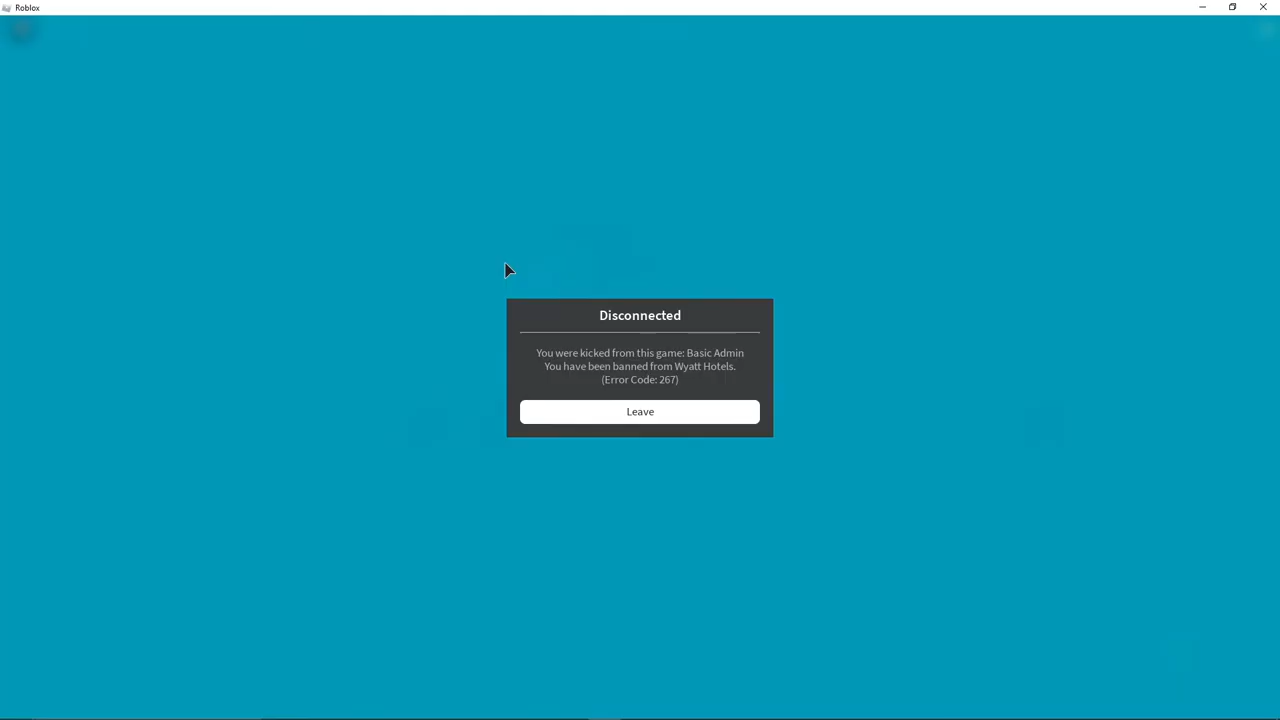 Roblox
Disconnected
You were kicked from this game: Basic Admin
You have been banned from Wyatt Hotels.
(Error Code: 267)
Leave